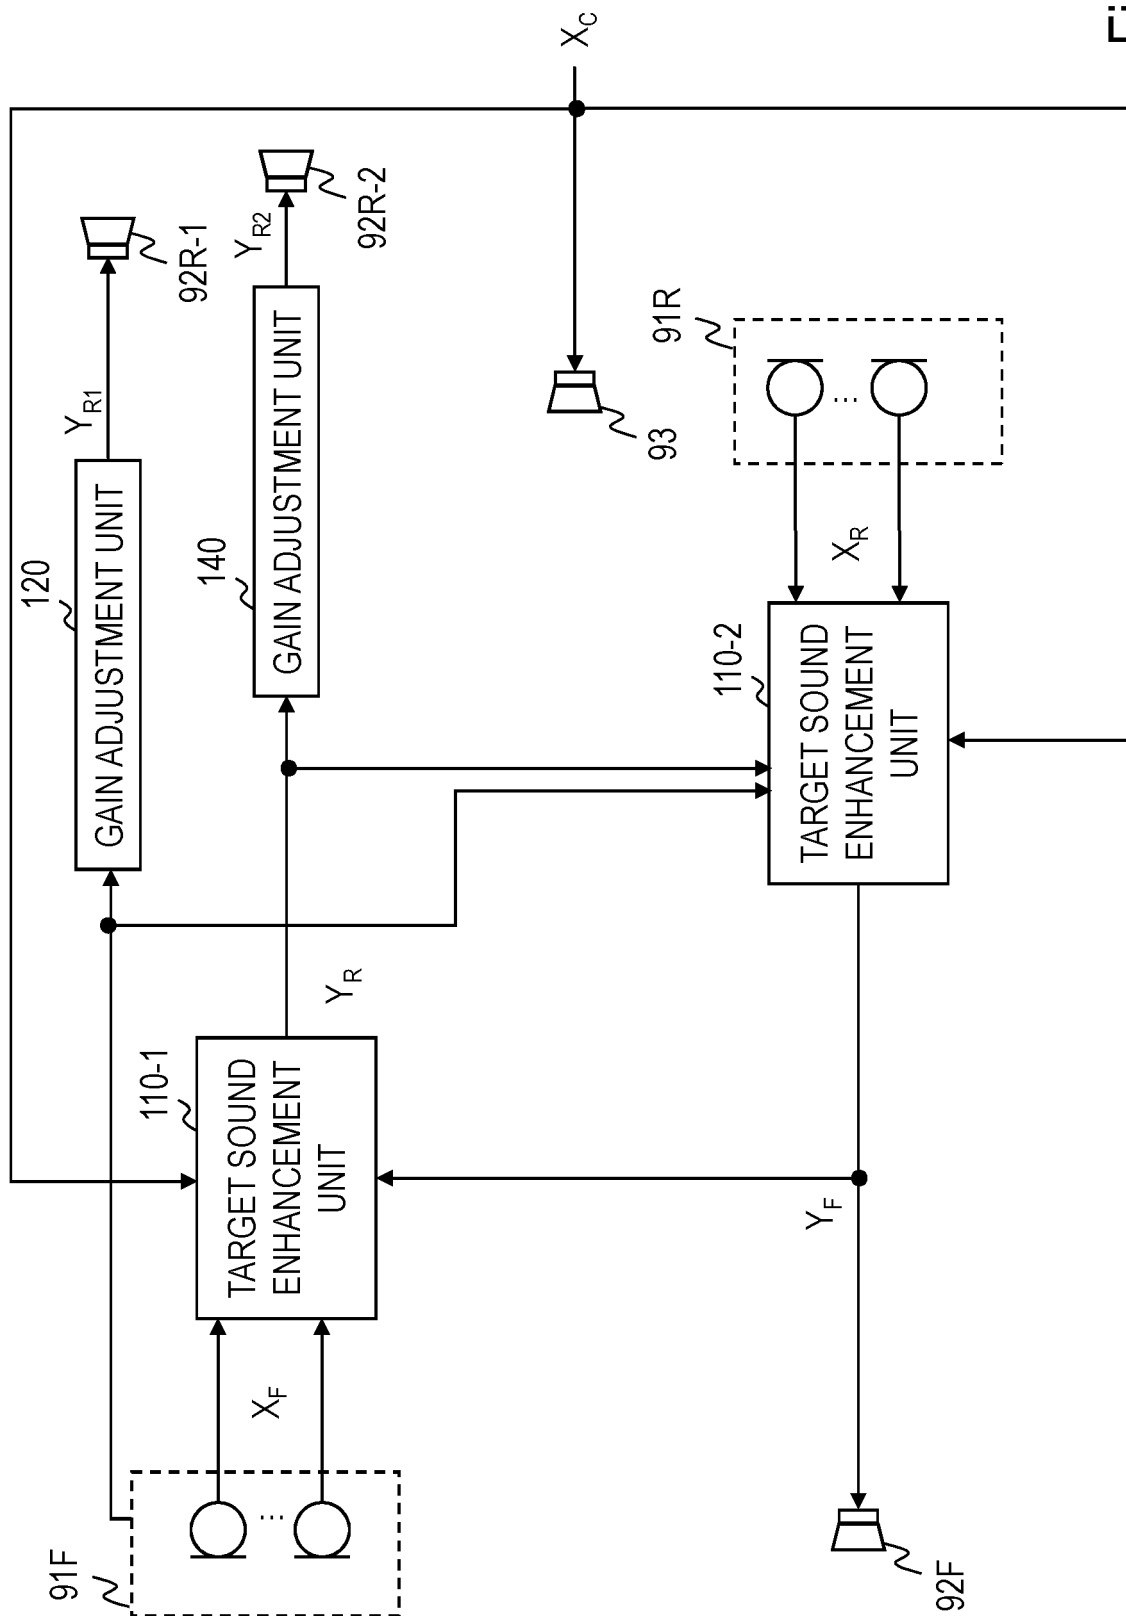 91F
X_F
110-1
TARGET SOUND
ENHANCEMENT
UNIT
Y_R
120
GAIN ADJUSTMENT UNIT
Y_R1
92R-1
140
GAIN ADJUSTMENT UNIT
Y_R2
92R-2
X_C
93
92F
Y_F
110-2
TARGET SOUND
ENHANCEMENT
UNIT
X_R
91R